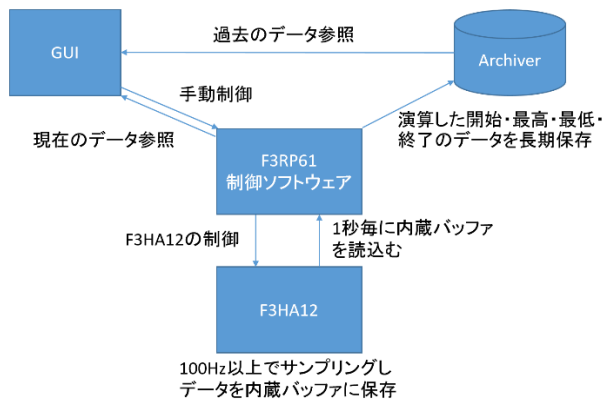 過去のデータ参照
GUI
Archiver
手動制御
現在のデータ参照
演算した開始・最高・最低・
終了のデータを長期保存
F3RP61
制御ソフトウェア
F3HA12の制御
1秒毎に内蔵バッファ
を読込む
F3HA12
100Hz以上でサンプリングし
データを内蔵バッファに保存